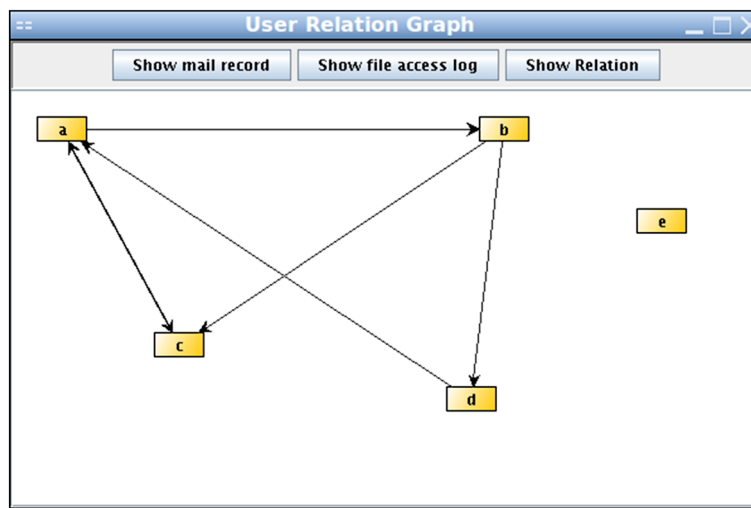 User Relation Graph
Show mail record Show file access log Show Relation
a b
e
c
d